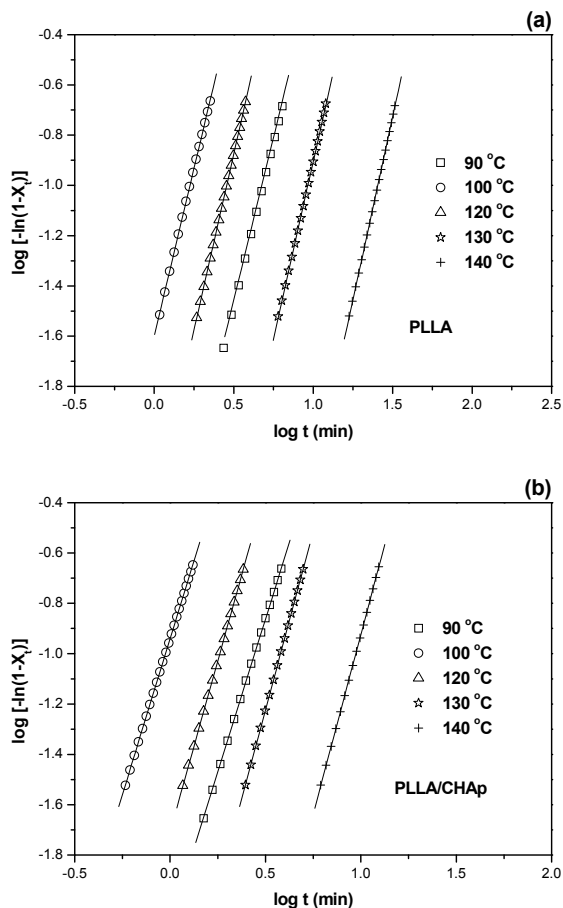 (a)
-0.4
-0.6
-0.8
-1.0
-1.2
-1.4
-1.6
-1.8
log [-ln(1-Xt)]
90 °C
100 °C
120 °C
130 °C
140 °C
PLLA
-0.5 0.0 0.5 1.0 1.5 2.0 2.5
log t (min)
(b)
-0.4
-0.6
-0.8
-1.0
-1.2
-1.4
-1.6
-1.8
log [-ln(1-Xt)]
90 °C
100 °C
120 °C
130 °C
140 °C
PLLA/CHAp
-0.5 0.0 0.5 1.0 1.5 2.0
log t (min)